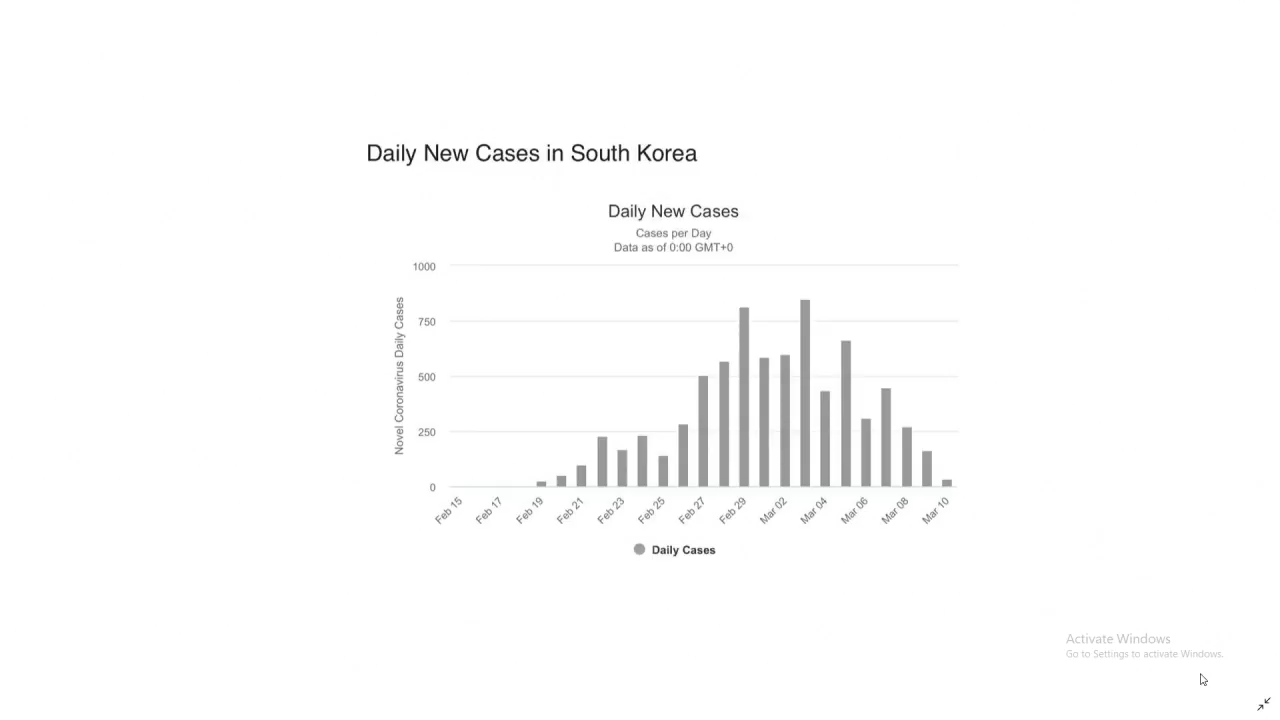 Daily New Cases in South Korea
Daily New Cases
Cases per Day
Data as of 0:00 GMT+0
Novel Coronavirus Daily Cases
1000
750
500
250
0
Feb 15
Feb 17
Feb 19
Feb 21
Feb 23
Feb 25
Feb 27
Feb 29
Mar 02
Mar 04
Mar 06
Mar 08
Mar 10
Daily Cases
Activate Windows
Go to Settings to activate Windows.